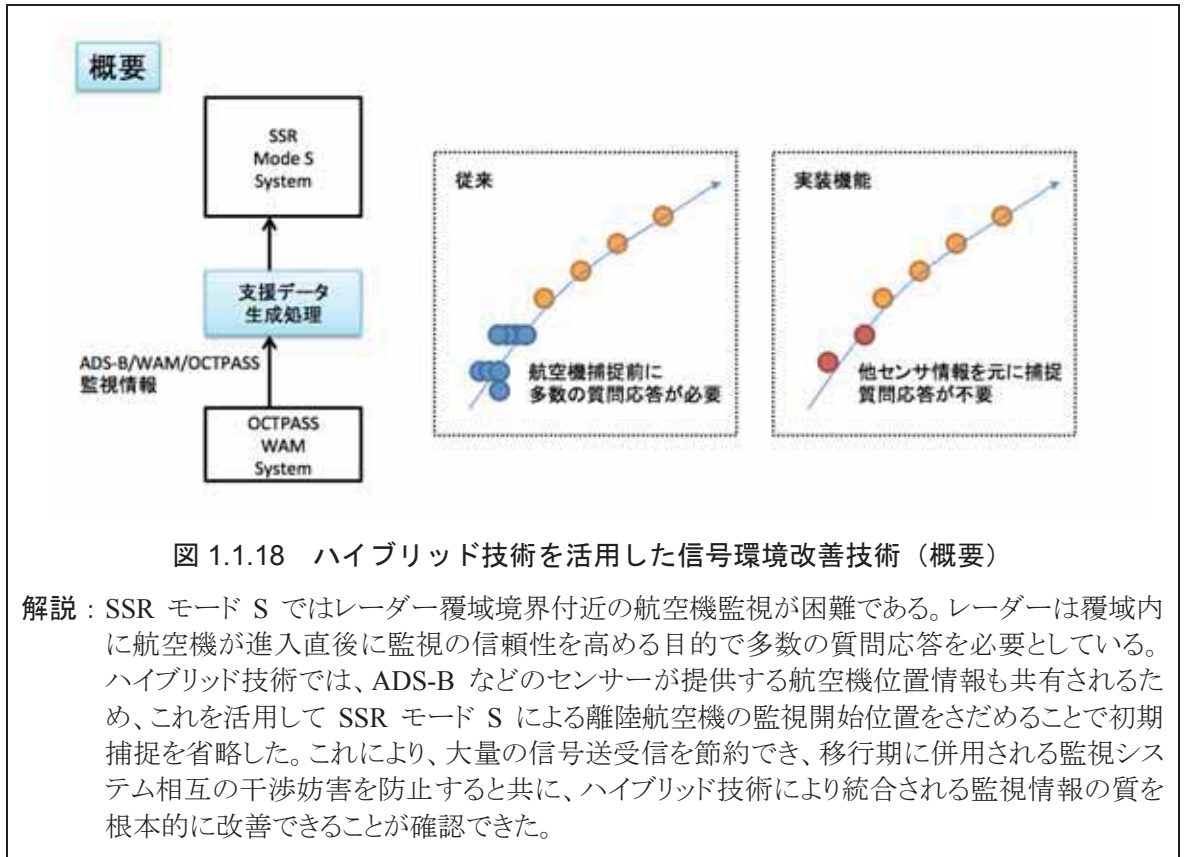 概要
SSR
Mode S
System
支援データ
生成処理
ADS-B/WAM/OCTPASS
監視情報
OCTPASS
WAM
System
従来
航空機捕捉前に
多数の質問応答が必要
実装機能
他センサ情報を元に捕捉
質問応答が不要
図 1.1.18　ハイブリッド技術を活用した信号環境改善技術（概要）
解説：SSR モード S ではレーダー覆域境界付近の航空機監視が困難である。レーダーは覆域内
に航空機が進入直後に監視の信頼性を高める目的で多数の質問応答を必要としている。
ハイブリッド技術では、ADS-B などのセンサーが提供する航空機位置情報も共有されるた
め、これを活用して SSR モード S による離陸航空機の監視開始位置をさだめることで初期
捕捉を省略した。これにより、大量の信号送受信を節約でき、移行期に併用される監視シス
テム相互の干渉妨害を防止すると共に、ハイブリッド技術により統合される監視情報の質を
根本的に改善できることが確認できた。